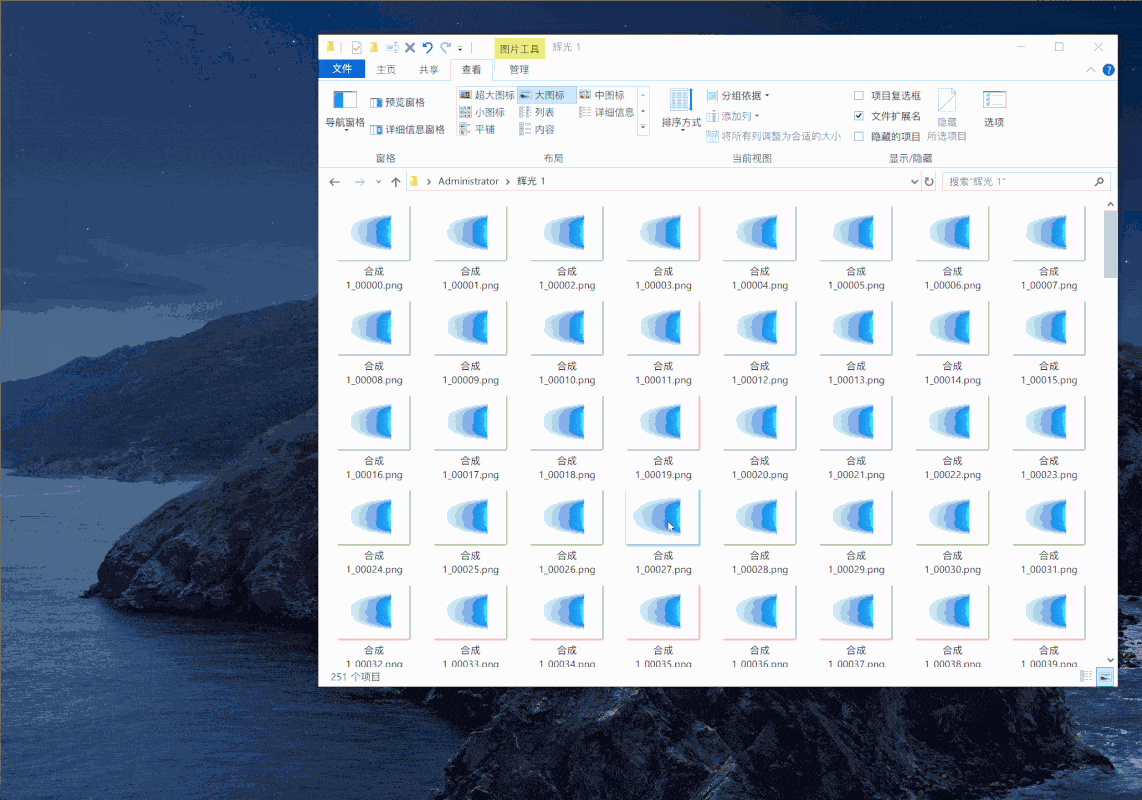 图片工具 辉光 1
文件 主页 共享 查看 管理
导航窗格 预览窗格 详细信息窗格
窗格
超大图标 大图标 中图标
小图标 列表 详细信息
平铺 内容
布局
排序方式 分组依据
添加列
将所有列调整为合适的大小
当前视图
项目复选框
文件扩展名
隐藏的项目
隐藏
所选项目
选项
显示/隐藏
Administrator 辉光 1
搜索"辉光 1"
合成 合成 合成 合成 合成 合成 合成 合成
1_00000.png 1_00001.png 1_00002.png 1_00003.png 1_00004.png 1_00005.png 1_00006.png 1_00007.png
合成 合成 合成 合成 合成 合成 合成 合成
1_00008.png 1_00009.png 1_00010.png 1_00011.png 1_00012.png 1_00013.png 1_00014.png 1_00015.png
合成 合成 合成 合成 合成 合成 合成 合成
1_00016.png 1_00017.png 1_00018.png 1_00019.png 1_00020.png 1_00021.png 1_00022.png 1_00023.png
合成 合成 合成 合成 合成 合成 合成 合成
1_00024.png 1_00025.png 1_00026.png 1_00027.png 1_00028.png 1_00029.png 1_00030.png 1_00031.png
合成 合成 合成 合成 合成 合成 合成 合成
1_00032.png 1_00033.png 1_00034.png 1_00035.png 1_00036.png 1_00037.png 1_00038.png 1_00039.png
251 个项目